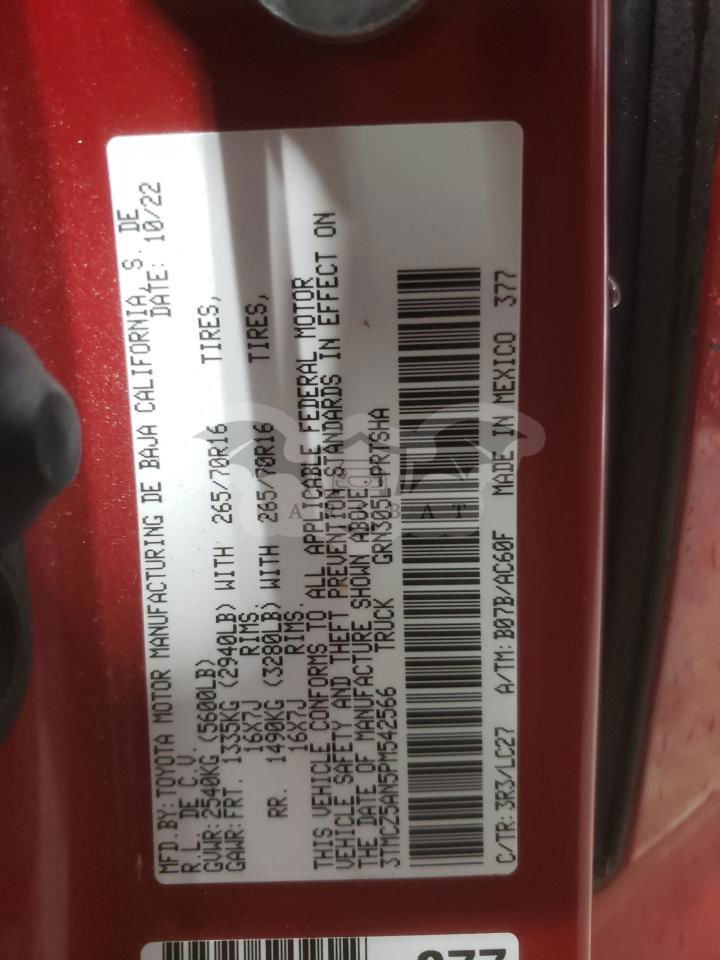 MFD.BY: TOYOTA MOTOR MANUFACTURING DE BAJA CALIFORNIA, S. DE
R.L. DE C.V. DATE: 10/22
GVWR: 2540KG (5600LB)
GAWR: FRT. 1335KG (2940LB) WITH 265/70R16 TIRES,
16X7J RIMS.
RR. 1490KG (3280LB) WITH 265/70R16 TIRES,
16X7J RIMS.
THIS VEHICLE CONFORMS TO ALL APPLICABLE FEDERAL MOTOR
VEHICLE SAFETY AND THEFT PREVENTION STANDARDS IN EFFECT ON
THE DATE OF MANUFACTURE SHOWN ABOVE.
3TMCZ5AN5PM542566 TRUCK GRN305L-PRTSHA
C/TR: 3R3/LC27 A/TM: B07B/AC60F MADE IN MEXICO 377